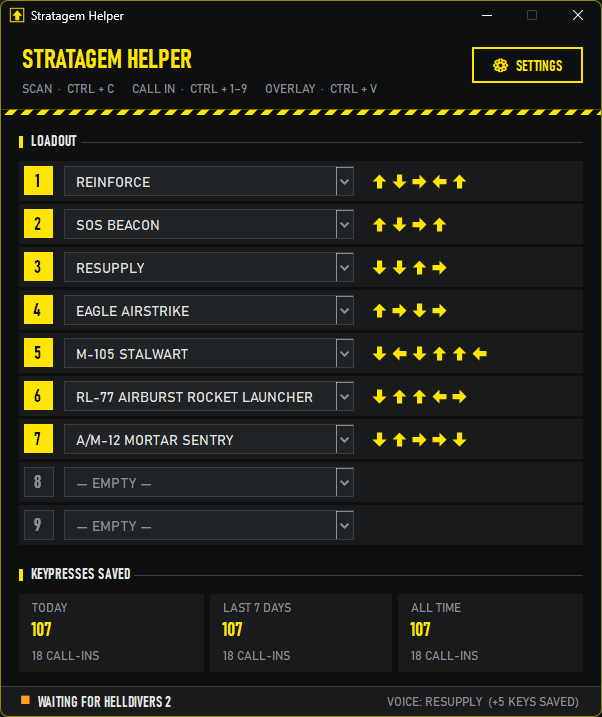 Stratagem Helper
STRATAGEM HELPER
SETTINGS
SCAN · CTRL + C CALL IN · CTRL + 1–9 OVERLAY · CTRL + V
LOADOUT
1 REINFORCE
2 SOS BEACON
3 RESUPPLY
4 EAGLE AIRSTRIKE
5 M-105 STALWART
6 RL-77 AIRBURST ROCKET LAUNCHER
7 A/M-12 MORTAR SENTRY
8 — EMPTY —
9 — EMPTY —
KEYPRESSES SAVED
TODAY LAST 7 DAYS ALL TIME
107 107 107
18 CALL-INS 18 CALL-INS 18 CALL-INS
WAITING FOR HELLDIVERS 2 VOICE: RESUPPLY (+5 KEYS SAVED)